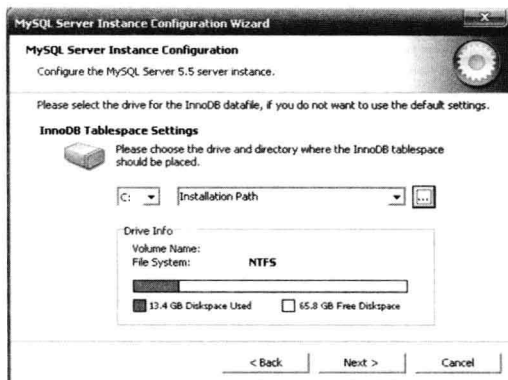 MySQL Server Instance Configuration Wizard
MySQL Server Instance Configuration
Configure the MySQL Server 5.5 server instance.
Please select the drive for the InnoDB datafile, if you do not want to use the default settings.
InnoDB Tablespace Settings
Please choose the drive and directory where the InnoDB tablespace
should be placed.
C: Installation Path ...
Drive Info
Volume Name:
File System: NTFS
13.4 GB Diskspace Used 65.8 GB Free Diskspace
< Back Next > Cancel